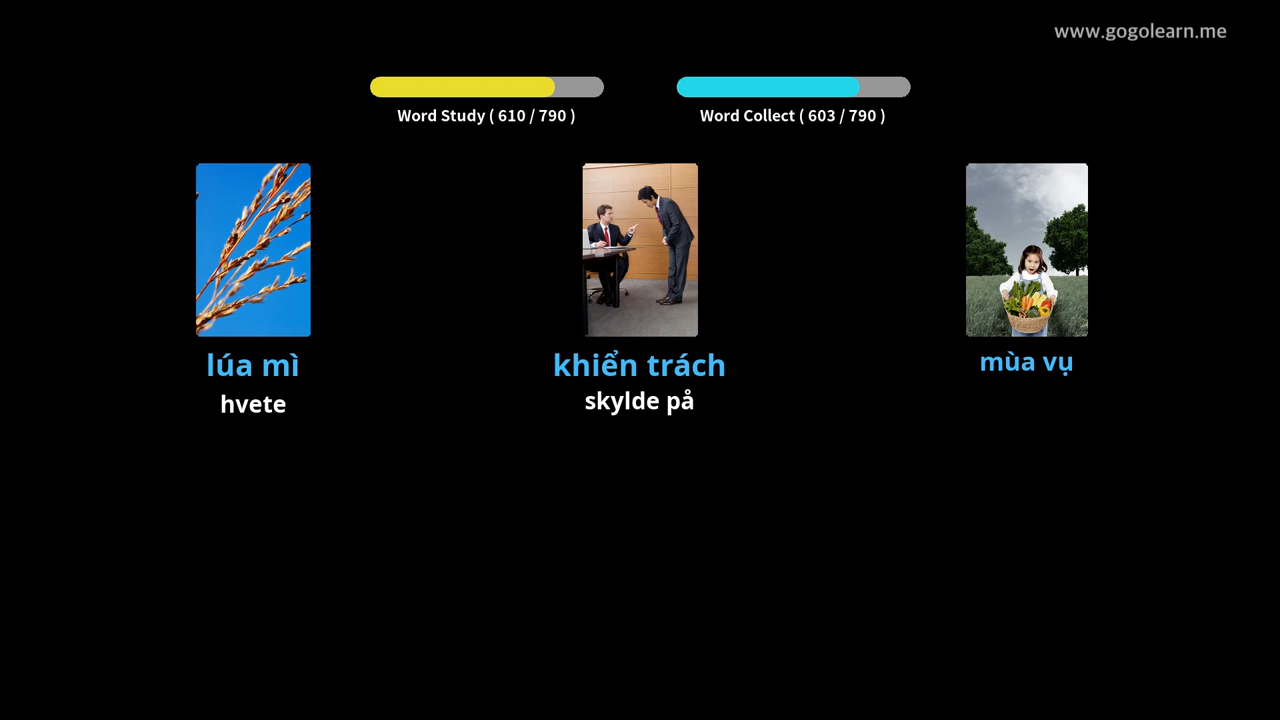 www.gogolearn.me
Word Study ( 610 / 790 )
Word Collect ( 603 / 790 )
lúa mì
hvete
khiển trách
skylde på
mùa vụ